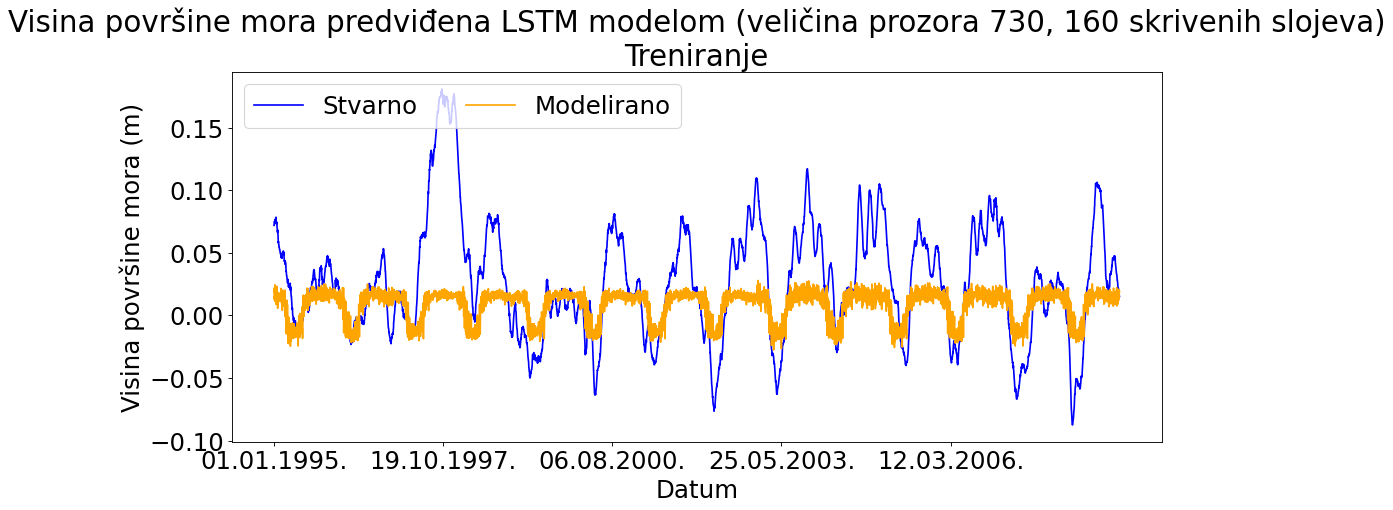 Visina površine mora predviđena LSTM modelom (veličina prozora 730, 160 skrivenih slojeva)
Treniranje
Stvarno Modelirano
Visina površine mora (m)
0.15
0.10
0.05
0.00
−0.05
−0.10
01.01.1995. 19.10.1997. 06.08.2000. 25.05.2003. 12.03.2006.
Datum